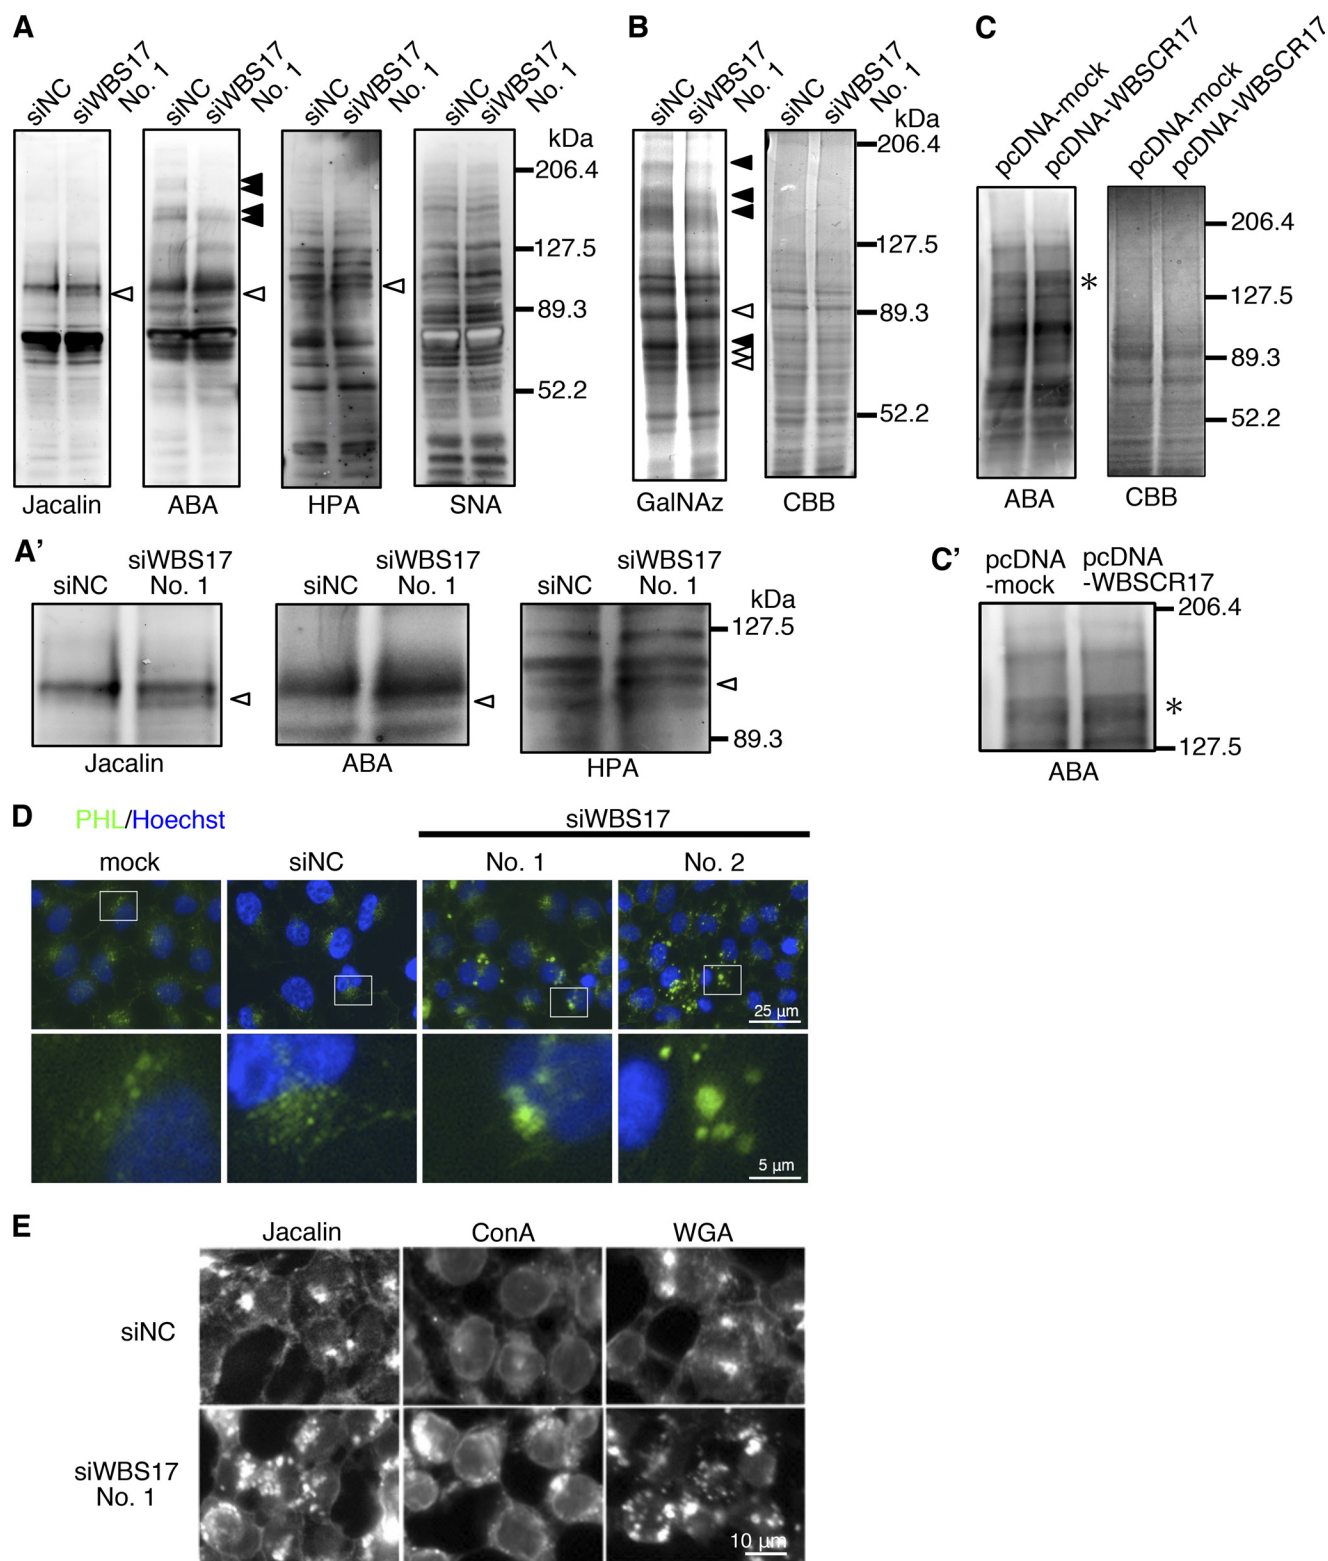 A
siNC
siWBS17
No. 1
siNC
siWBS17
No. 1
siNC
siWBS17
No. 1
siNC
siWBS17
No. 1
kDa
206.4
127.5
89.3
52.2
Jacalin
ABA
HPA
SNA
B
siNC
siWBS17
No. 1
siNC
siWBS17
No. 1
kDa
206.4
127.5
89.3
52.2
GalNAz
CBB
C
pcDNA-mock
pcDNA-WBSCR17
pcDNA-mock
pcDNA-WBSCR17
*
206.4
127.5
89.3
52.2
ABA
CBB
A'
siNC
siWBS17
No. 1
siNC
siWBS17
No. 1
siNC
siWBS17
No. 1
kDa
127.5
89.3
Jacalin
ABA
HPA
C'
pcDNA
-mock
pcDNA
-WBSCR17
206.4
*
127.5
ABA
D
PHL/Hoechst
siWBS17
mock
siNC
No. 1
No. 2
25 µm
5 µm
E
Jacalin
ConA
WGA
siNC
siWBS17
No. 1
10 µm